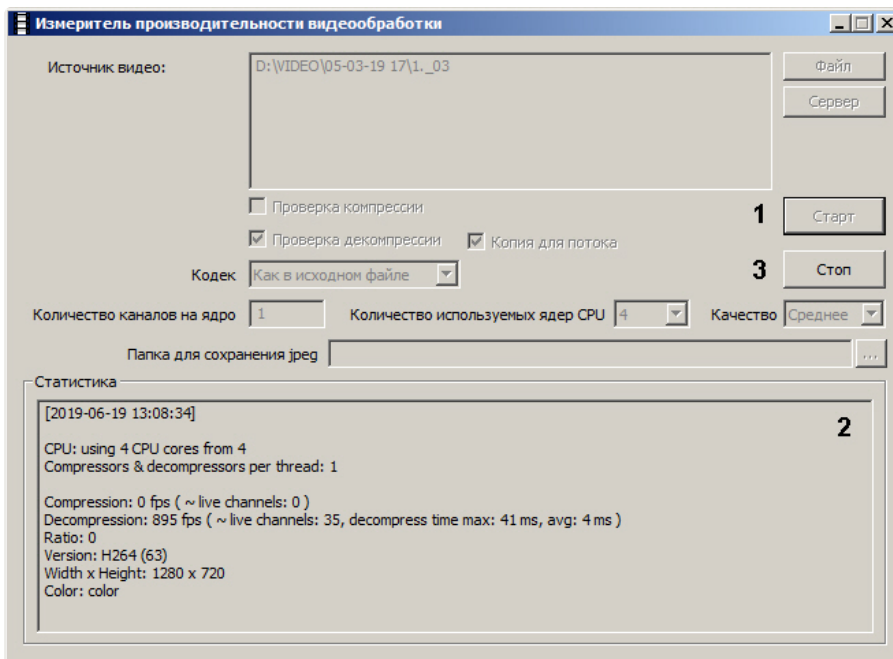 Измеритель производительности видеообработки
Источник видео:
D:\VIDEO\05-03-19 17\1._03
Файл
Сервер
Проверка компрессии
1
Старт
Проверка декомпрессии
Копия для потока
Кодек
Как в исходном файле
3
Стоп
Количество каналов на ядро
1
Количество используемых ядер CPU
4
Качество
Среднее
Папка для сохранения jpeg
...
Статистика
[2019-06-19 13:08:34]
2
CPU: using 4 CPU cores from 4
Compressors & decompressors per thread: 1
Compression: 0 fps ( ~ live channels: 0 )
Decompression: 895 fps ( ~ live channels: 35, decompress time max: 41 ms, avg: 4 ms )
Ratio: 0
Version: H264 (63)
Width x Height: 1280 x 720
Color: color